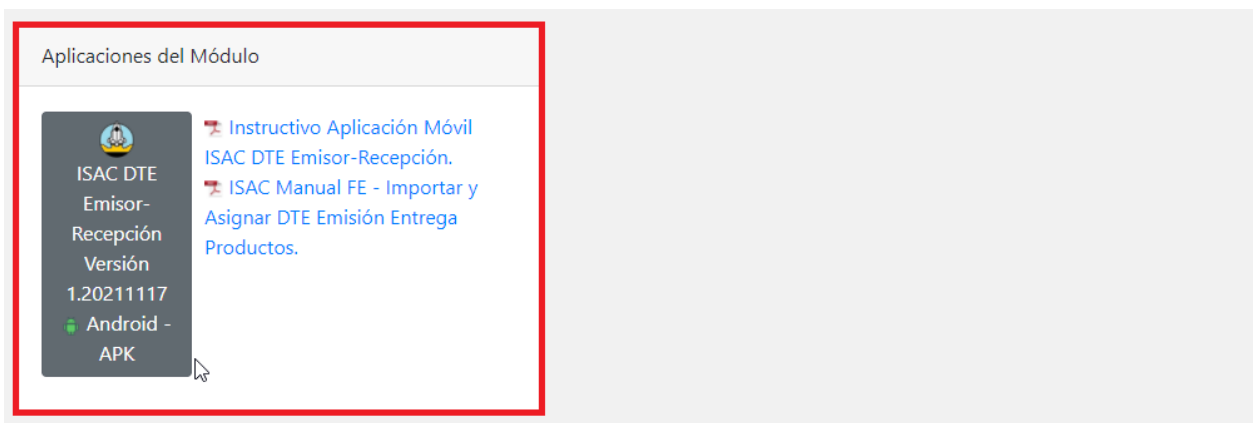 Aplicaciones del Módulo
ISAC DTE
Emisor-
Recepción
Versión
1.20211117
Android -
APK
Instructivo Aplicación Móvil
ISAC DTE Emisor-Recepción.
ISAC Manual FE - Importar y
Asignar DTE Emisión Entrega
Productos.